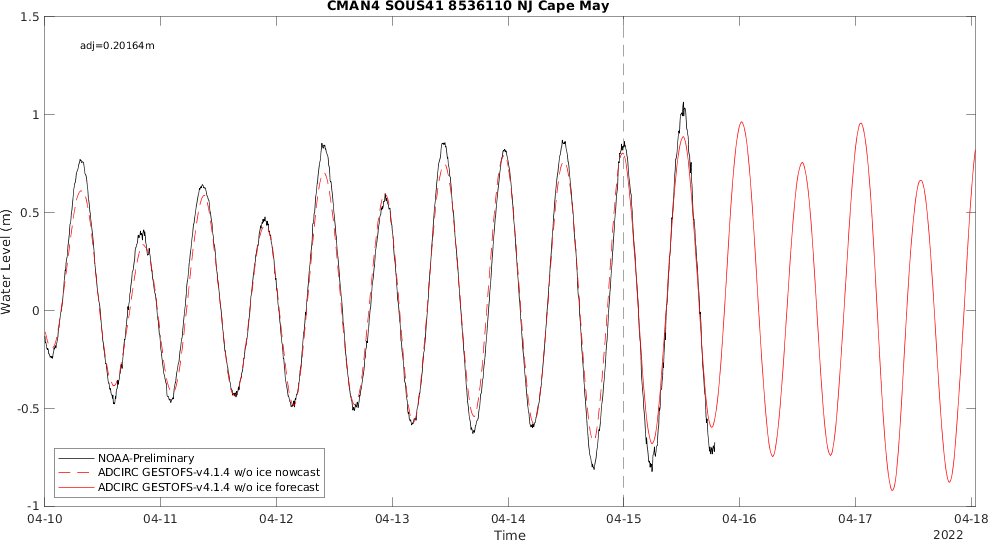 CMAN4 SOUS41 8536110 NJ Cape May
adj=0.20164m
1.5
1
0.5
0
-0.5
-1
Water Level (m)
NOAA-Preliminary
ADCIRC GESTOFS-v4.1.4 w/o ice nowcast
ADCIRC GESTOFS-v4.1.4 w/o ice forecast
04-10 04-11 04-12 04-13 04-14 04-15 04-16 04-17 04-18
Time
2022